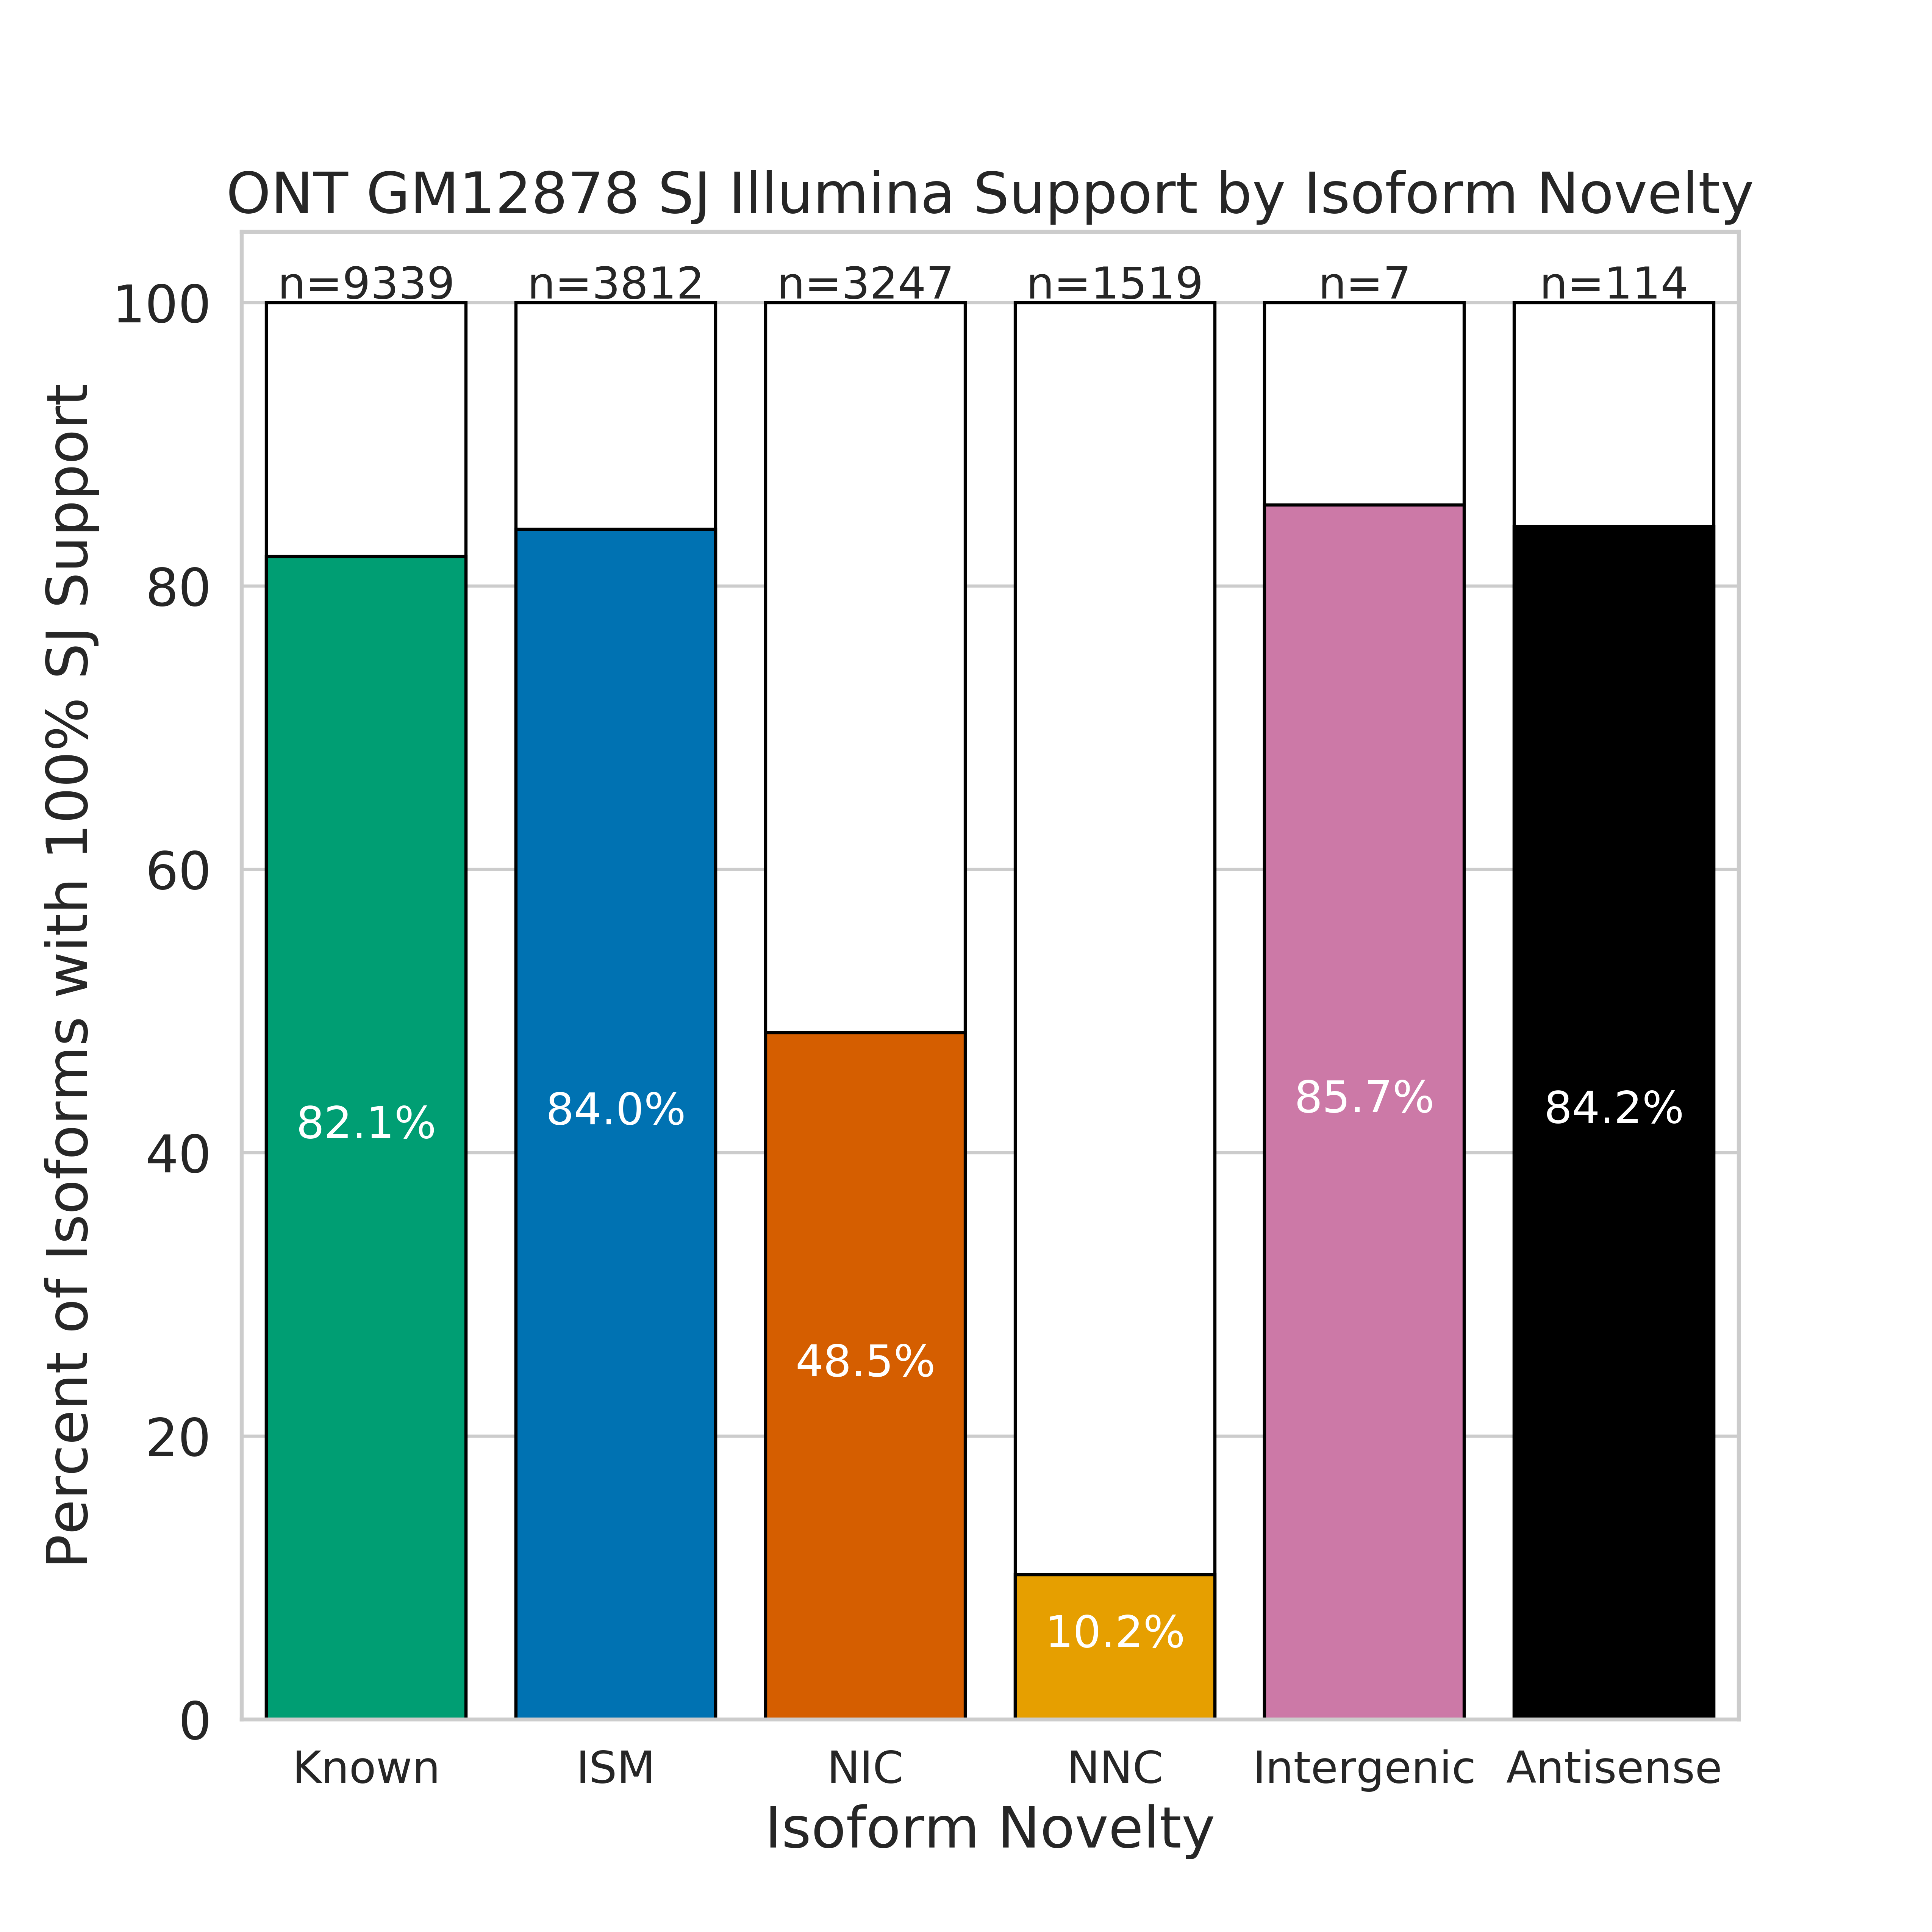 ONT GM12878 SJ Illumina Support by Isoform Novelty
n=9339 n=3812 n=3247 n=1519 n=7 n=114
100
80
60
40
20
0
Percent of Isoforms with 100% SJ Support
82.1% 84.0% 48.5% 10.2% 85.7% 84.2%
Known ISM NIC NNC Intergenic Antisense
Isoform Novelty